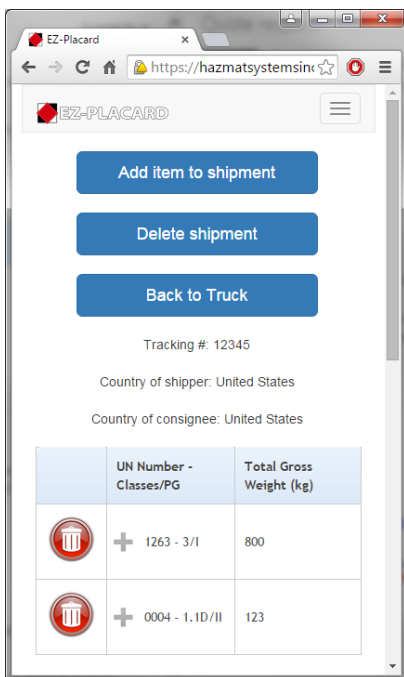 EZ-Placard
https://hazmatsystemsinc
EZ-PLACARD
Add item to shipment
Delete shipment
Back to Truck
Tracking #: 12345
Country of shipper: United States
Country of consignee: United States
UN Number - Total Gross
Classes/PG Weight (kg)
1263 - 3/I 800
0004 - 1.1D/II 123